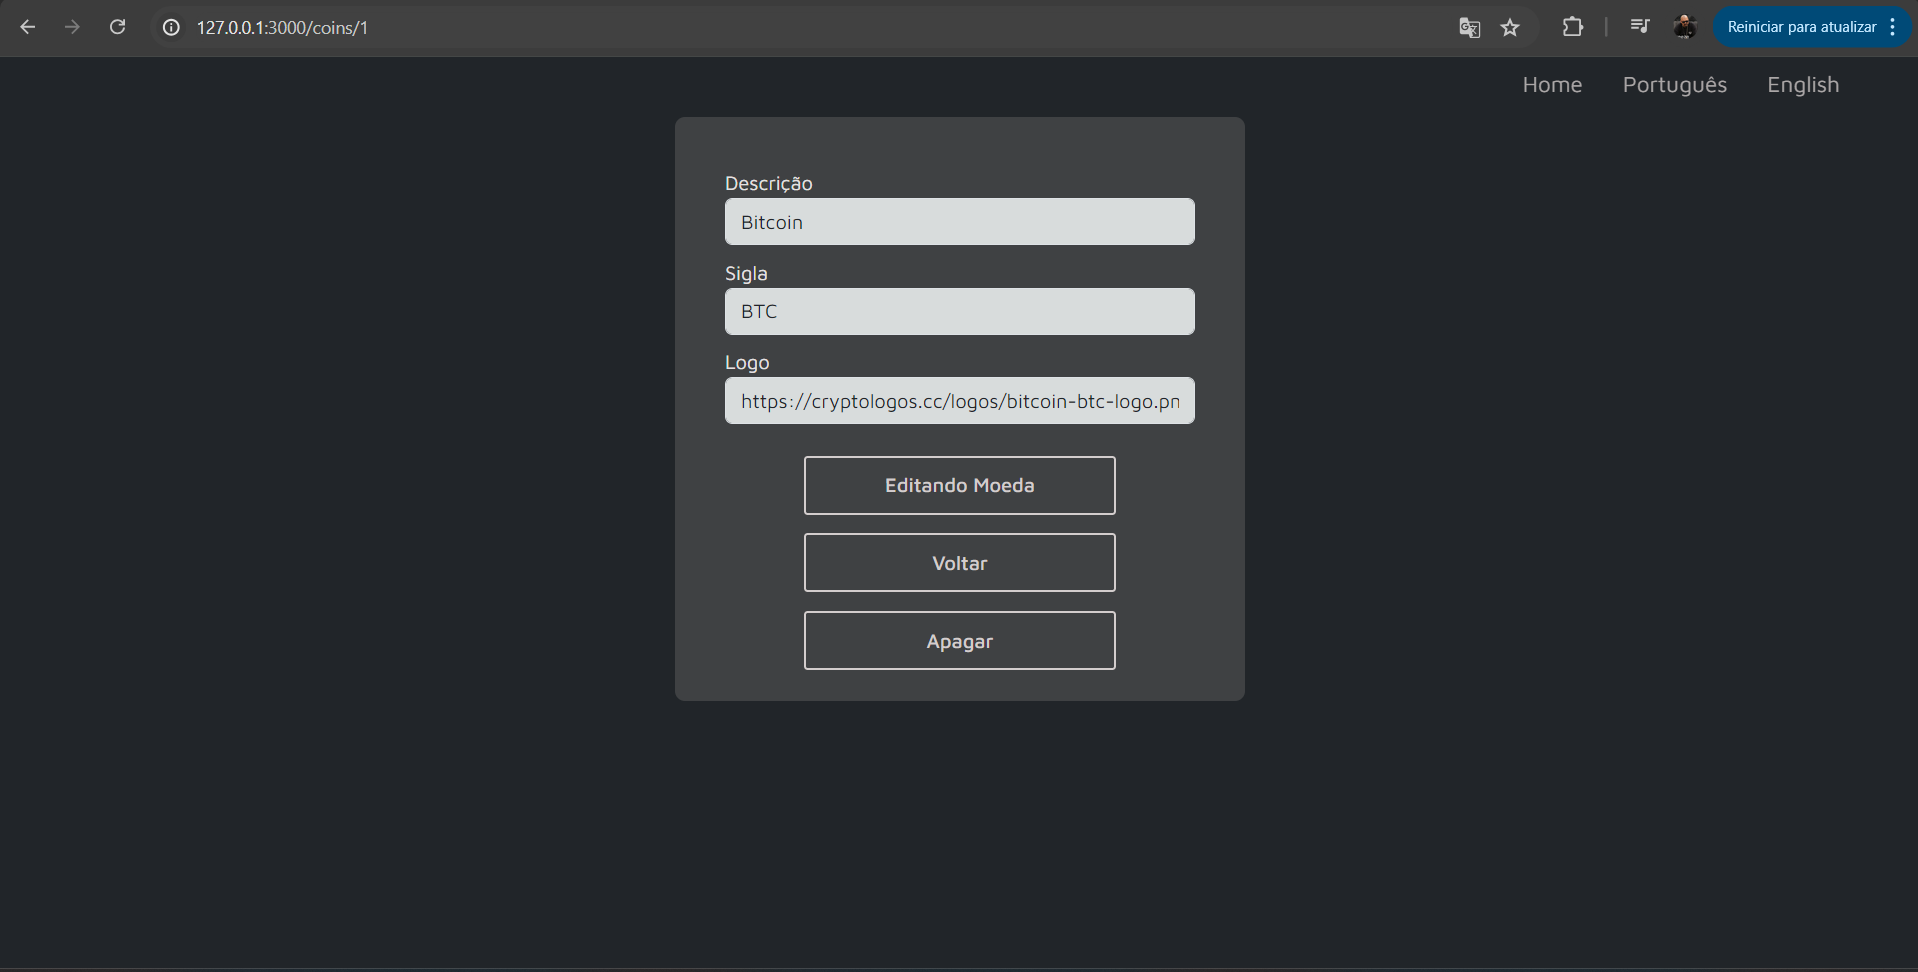 127.0.0.1:3000/coins/1
Reiniciar para atualizar
Home Português English
Descrição
Bitcoin
Sigla
BTC
Logo
https://cryptologos.cc/logos/bitcoin-btc-logo.pn
Editando Moeda
Voltar
Apagar